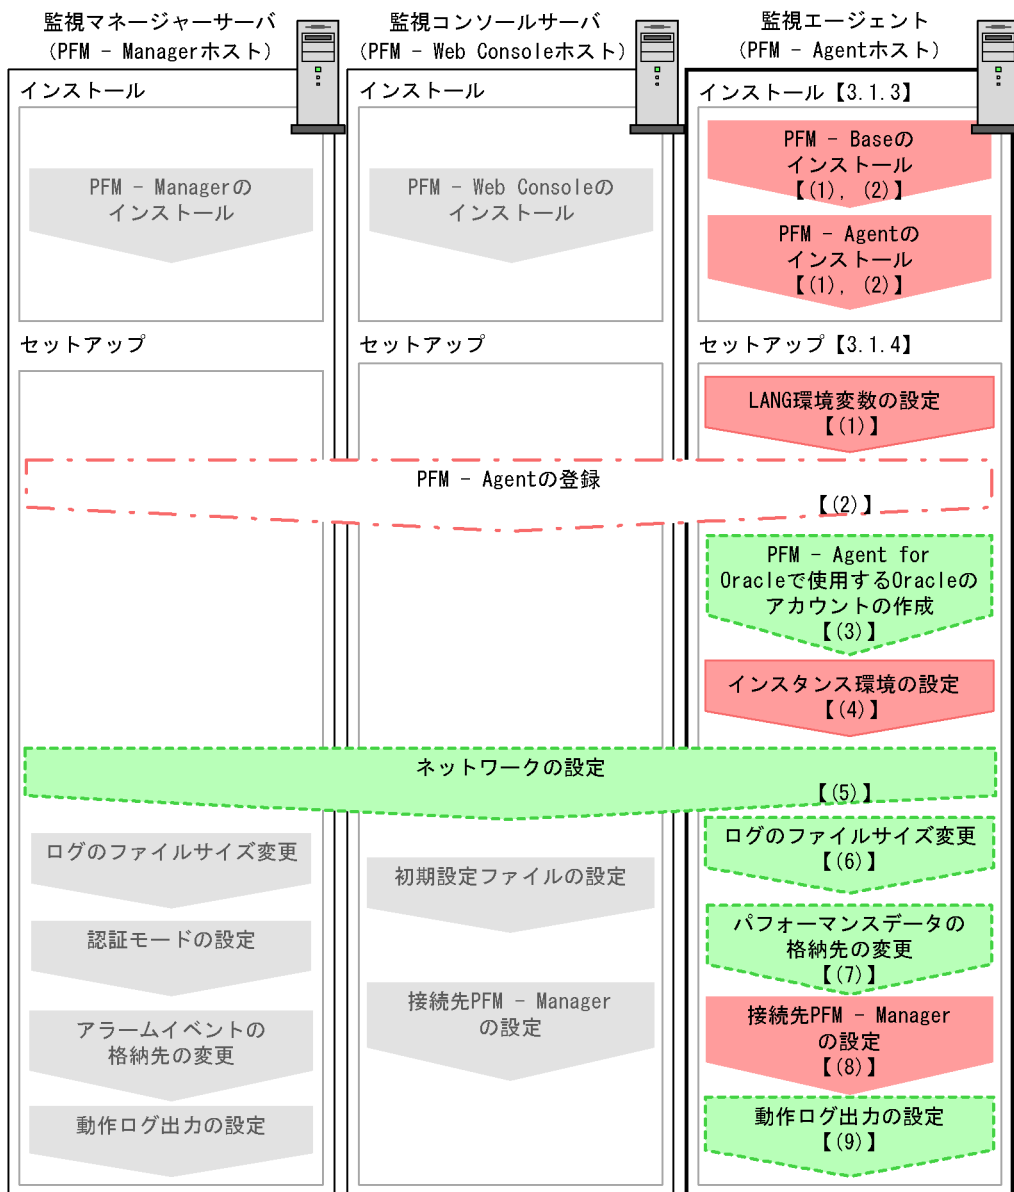 監視マネージャーサーバ
(PFM - Managerホスト)
インストール
PFM - Managerの
インストール
セットアップ
監視コンソールサーバ
(PFM - Web Consoleホスト)
インストール
PFM - Web Consoleの
インストール
セットアップ
監視エージェント
(PFM - Agentホスト)
インストール【3.1.3】
PFM - Baseの
インストール
【(1), (2)】
PFM - Agentの
インストール
【(1), (2)】
セットアップ【3.1.4】
LANG環境変数の設定
【(1)】
PFM - Agentの登録
【(2)】
PFM - Agent for
Oracleで使用するOracleの
アカウントの作成
【(3)】
インスタンス環境の設定
【(4)】
ネットワークの設定
【(5)】
ログのファイルサイズ変更
認証モードの設定
アラームイベントの
格納先の変更
動作ログ出力の設定
初期設定ファイルの設定
接続先PFM - Manager
の設定
ログのファイルサイズ変更
【(6)】
パフォーマンスデータの
格納先の変更
【(7)】
接続先PFM - Manager
の設定
【(8)】
動作ログ出力の設定
【(9)】